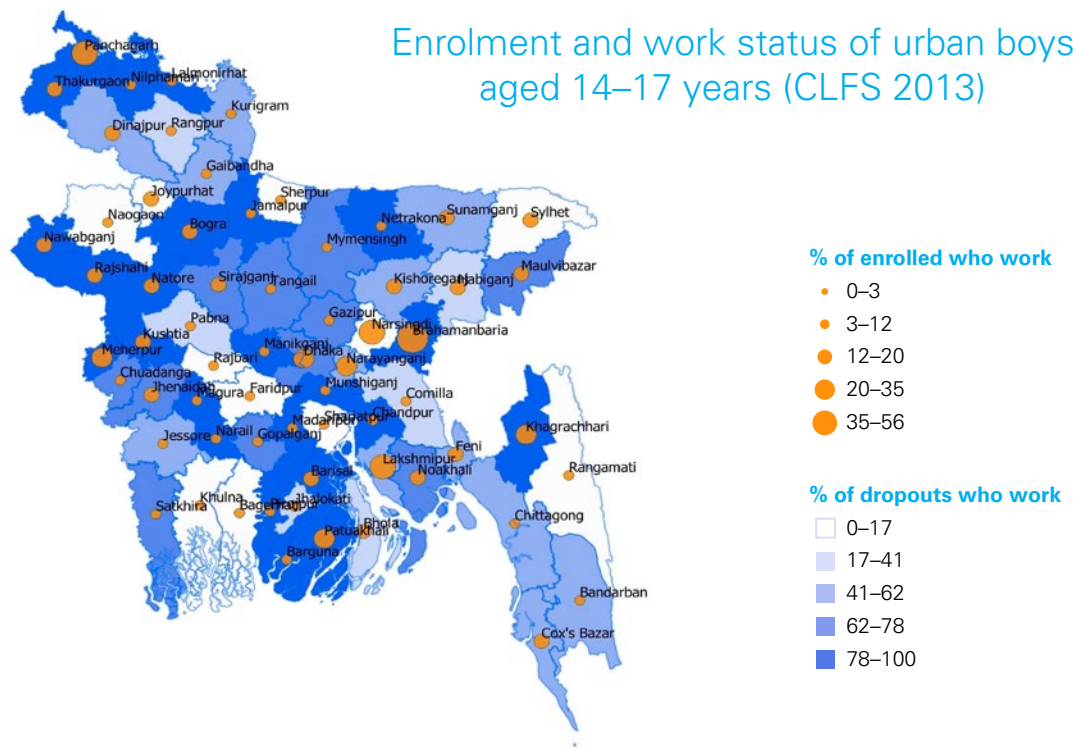 Enrolment and work status of urban boys
aged 14–17 years (CLFS 2013)
Panchagarh
Thakurgaon
Nilphamari
Lalmonirhat
Kurigram
Dinajpur
Rangpur
Gaibandha
Joypurhat
Sherpur
Jamalpur
Naogaon
Bogra
Netrakona
Sunamganj
Sylhet
Nawabganj
Mymensingh
Rajshahi
Natore
Sirajganj
Tangail
Kishoreganj
Habiganj
Maulvibazar
Pabna
Gazipur
Narsingdi
Brahamanbaria
Kushtia
Meherpur
Rajbari
Manikganj
Dhaka
Narayanganj
Chuadanga
Jhenaidah
Magura
Faridpur
Munshiganj
Comilla
Jessore
Narail
Gopalganj
Madaripur
Shariatpur
Chandpur
Khagrachhari
Feni
Lakshmipur
Noakhali
Rangamati
Barisal
Satkhira
Khulna
Bagerhat
Pirojpur
Jhalokati
Bhola
Chittagong
Patuakhali
Barguna
Bandarban
Cox's Bazar
% of enrolled who work
0–3
3–12
12–20
20–35
35–56
% of dropouts who work
0–17
17–41
41–62
62–78
78–100